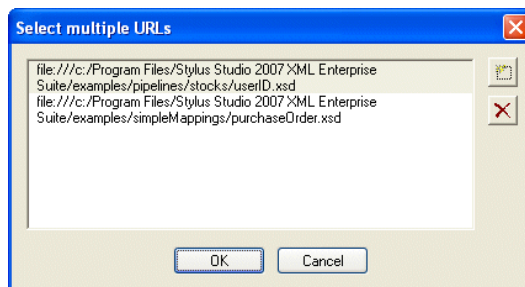 Select multiple URLs
file:///c:/Program Files/Stylus Studio 2007 XML Enterprise
Suite/examples/pipelines/stocks/userID.xsd
file:///c:/Program Files/Stylus Studio 2007 XML Enterprise
Suite/examples/simpleMappings/purchaseOrder.xsd
OK
Cancel